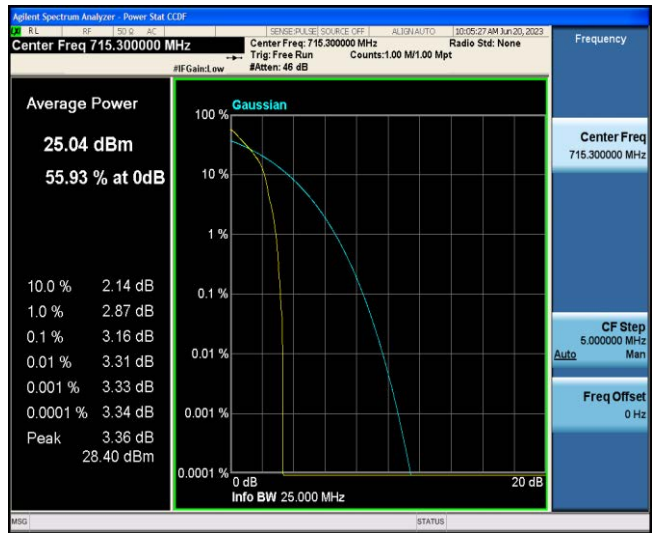 Agilent Spectrum Analyzer - Power Stat CCDF
RL RF 50 Ω AC SENSE:PULSE SOURCE OFF ALIGN AUTO 10:05:27 AM Jun 20, 2023
Center Freq 715.300000 MHz
Center Freq: 715.300000 MHz Radio Std: None
Trig: Free Run Counts:1.00 M/1.00 Mpt
#IFGain:Low #Atten: 46 dB
Frequency
Average Power
25.04 dBm
55.93 % at 0dB
10.0 % 2.14 dB
1.0 % 2.87 dB
0.1 % 3.16 dB
0.01 % 3.31 dB
0.001 % 3.33 dB
0.0001 % 3.34 dB
Peak 3.36 dB
28.40 dBm
Gaussian
100 %
10 %
1 %
0.1 %
0.01 %
0.001 %
0.0001 %
0 dB 20 dB
Info BW 25.000 MHz
Center Freq
715.300000 MHz
CF Step
5.000000 MHz
Auto Man
Freq Offset
0 Hz
MSG STATUS